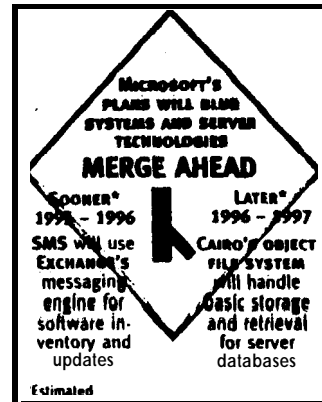 MICROSOFT'S
PLANS WILL BLUR
SYSTEMS AND SERVER
TECHNOLOGIES
MERGE AHEAD
SOONER*
1995 – 1996
SMS will use
EXCHANGE'S
messaging
engine for
software in-
ventory and
updates
LATER*
1996 – 1997
CAIRO'S OBJECT
FILE SYSTEM
will handle
basic storage
and retrieval
for server
databases
Estimated